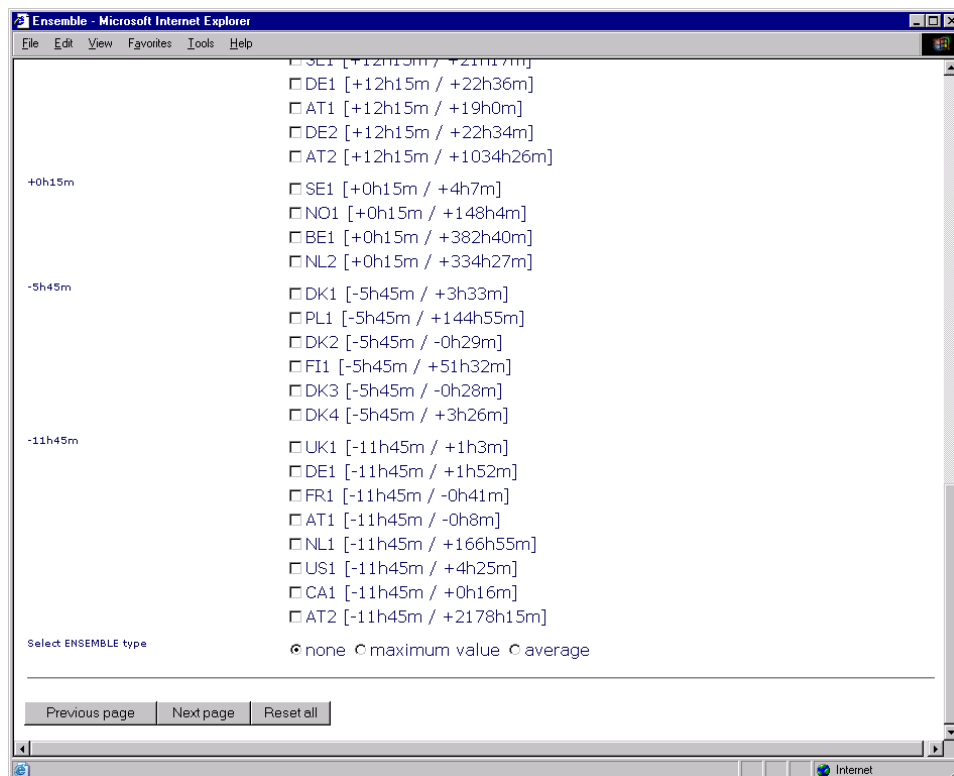 Ensemble - Microsoft Internet Explorer
File Edit View Favorites Tools Help
SE1 [+12h15m / +21h17m]
DE1 [+12h15m / +22h36m]
AT1 [+12h15m / +19h0m]
DE2 [+12h15m / +22h34m]
AT2 [+12h15m / +1034h26m]
+0h15m
SE1 [+0h15m / +4h7m]
NO1 [+0h15m / +148h4m]
BE1 [+0h15m / +382h40m]
NL2 [+0h15m / +334h27m]
-5h45m
DK1 [-5h45m / +3h33m]
PL1 [-5h45m / +144h55m]
DK2 [-5h45m / -0h29m]
FI1 [-5h45m / +51h32m]
DK3 [-5h45m / -0h28m]
DK4 [-5h45m / +3h26m]
-11h45m
UK1 [-11h45m / +1h3m]
DE1 [-11h45m / +1h52m]
FR1 [-11h45m / -0h41m]
AT1 [-11h45m / -0h8m]
NL1 [-11h45m / +166h55m]
US1 [-11h45m / +4h25m]
CA1 [-11h45m / +0h16m]
AT2 [-11h45m / +2178h15m]
Select ENSEMBLE type
none maximum value average
Previous page Next page Reset all
Internet